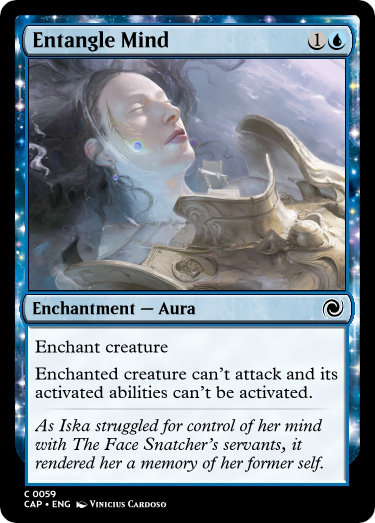 Entangle Mind 1
Enchantment — Aura
Enchant creature
Enchanted creature can't attack and its
activated abilities can't be activated.
As Iska struggled for control of her mind
with The Face Snatcher's servants, it
rendered her a memory of her former self.
C 0059
CAP • ENG Vinicius Cardoso